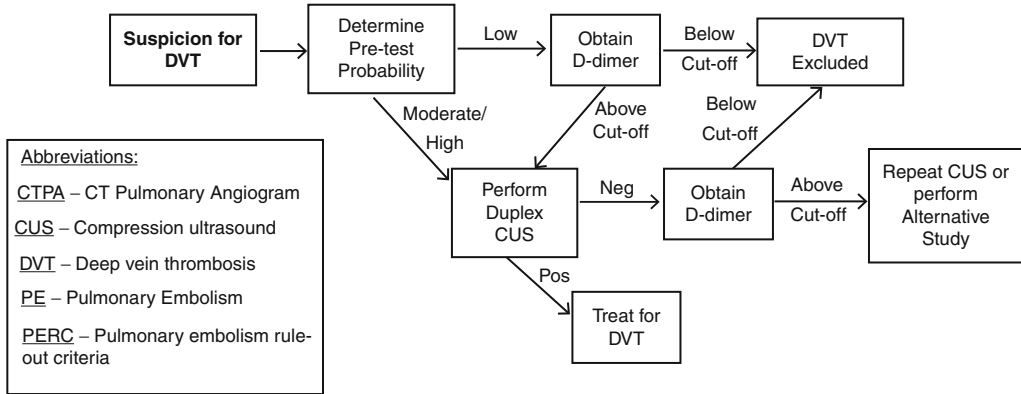 Suspicion for
DVT
Determine
Pre-test
Probability
Low
Obtain
D-dimer
Below
Cut-off
DVT
Excluded
Moderate/
High
Above
Cut-off
Below
Cut-off
Perform
Duplex
CUS
Neg
Obtain
D-dimer
Above
Cut-off
Repeat CUS or
perform
Alternative
Study
Pos
Treat for
DVT
Abbreviations:
CTPA – CT Pulmonary Angiogram
CUS – Compression ultrasound
DVT – Deep vein thrombosis
PE – Pulmonary Embolism
PERC – Pulmonary embolism rule-
out criteria